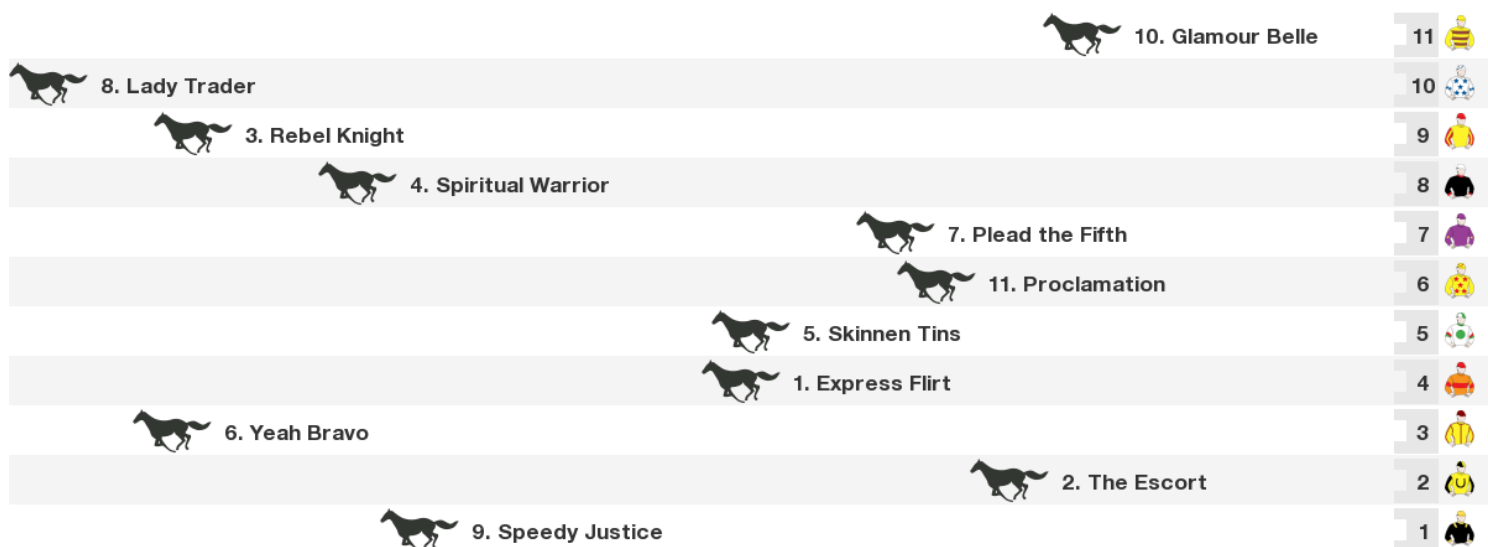 10. Glamour Belle 11
8. Lady Trader 10
3. Rebel Knight 9
4. Spiritual Warrior 8
7. Plead the Fifth 7
11. Proclamation 6
5. Skinnen Tins 5
1. Express Flirt 4
6. Yeah Bravo 3
2. The Escort 2
9. Speedy Justice 1